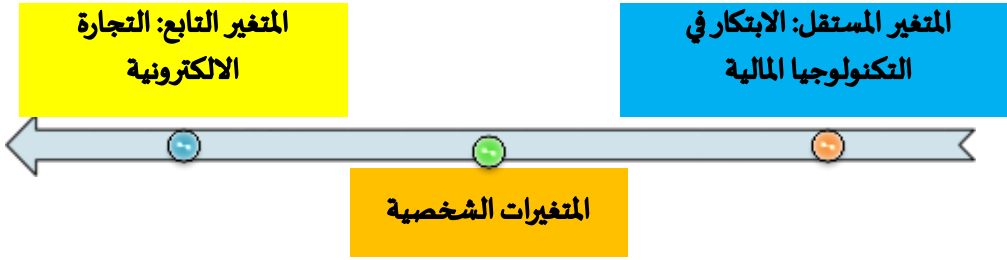 المتغير المستقل: الابتكار في
التكنولوجيا المالية
المتغير التابع: التجارة
الالكترونية
المتغيرات الشخصية